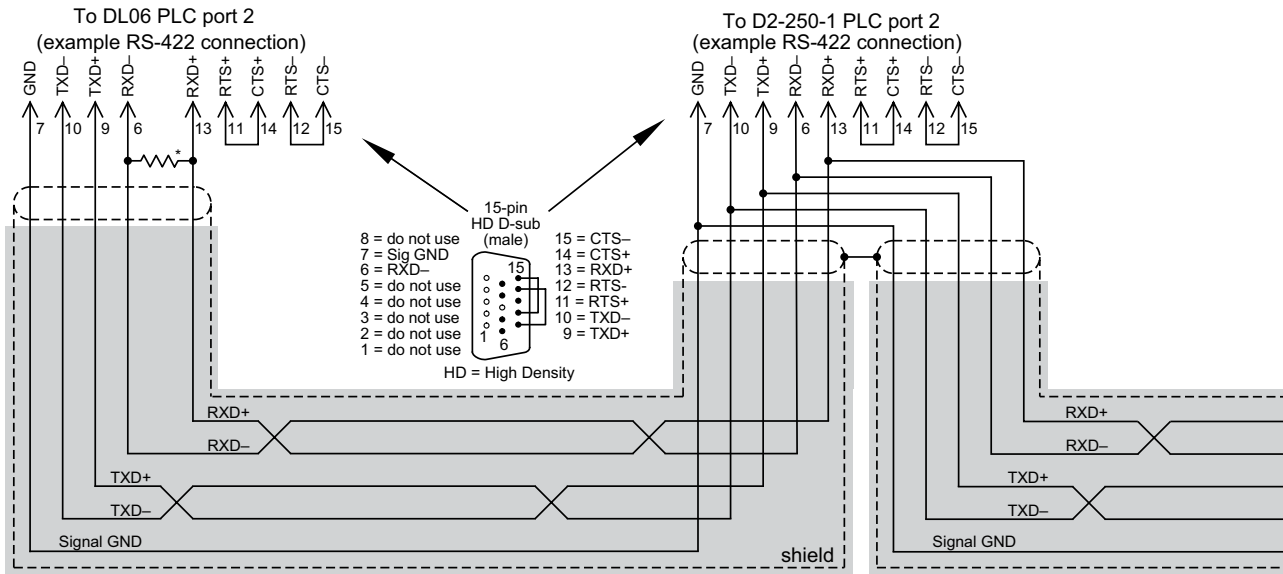 To DL06 PLC port 2
(example RS-422 connection)
GND
TXD–
TXD+
RXD–
RXD+
RTS+
CTS+
RTS–
CTS–
7
10
9
6
13
11
14
12
15
*
To D2-250-1 PLC port 2
(example RS-422 connection)
GND
TXD–
TXD+
RXD–
RXD+
RTS+
CTS+
RTS–
CTS–
7
10
9
6
13
11
14
12
15
15-pin
HD D-sub
(male)
8 = do not use
7 = Sig GND
6 = RXD–
5 = do not use
4 = do not use
3 = do not use
2 = do not use
1 = do not use
15
1
6
15 = CTS–
14 = CTS+
13 = RXD+
12 = RTS-
11 = RTS+
10 = TXD–
9 = TXD+
HD = High Density
RXD+
RXD–
TXD+
TXD–
Signal GND
shield
RXD+
RXD–
TXD+
TXD–
Signal GND